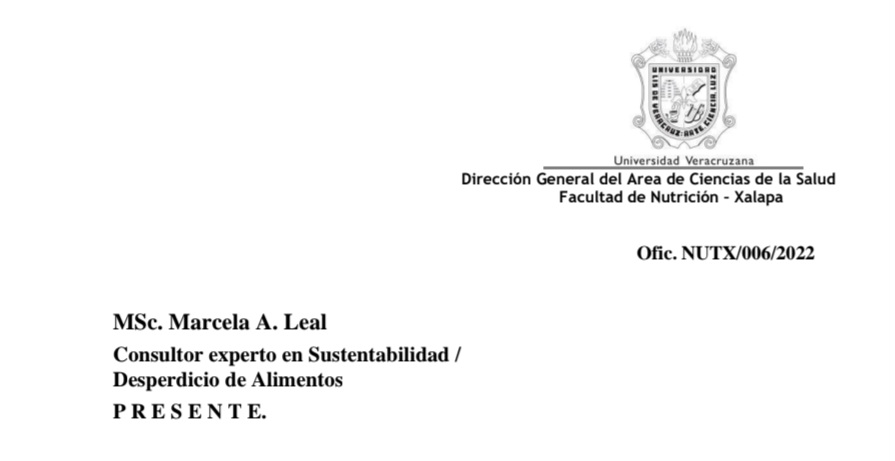 UNIVERSIDAD
LIS DE VERACRUZ: ARTE, CIENCIA, LUZ
Universidad Veracruzana
Dirección General del Area de Ciencias de la Salud
Facultad de Nutrición – Xalapa
Ofic. NUTX/006/2022
MSc. Marcela A. Leal
Consultor experto en Sustentabilidad /
Desperdicio de Alimentos
P R E S E N T E.